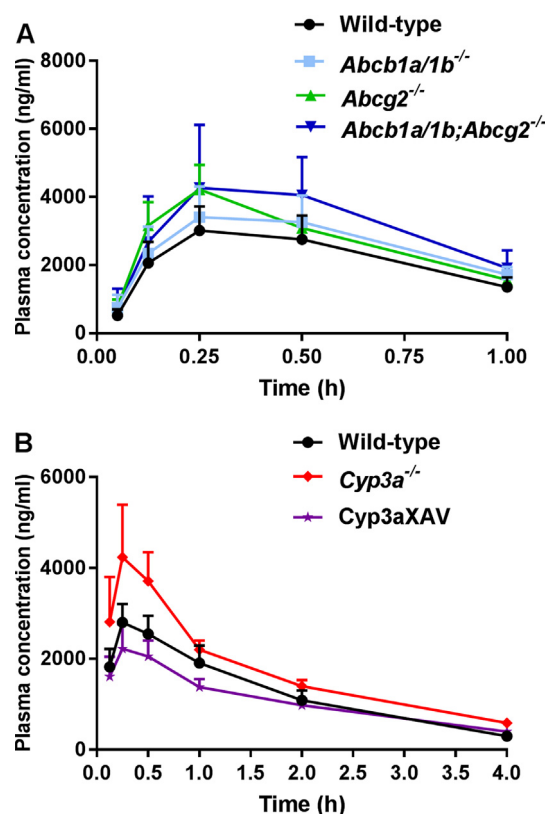 A
Wild-type
Abcb1a/1b-/-
Abcg2-/-
Abcb1a/1b;Abcg2-/-
Plasma concentration (ng/ml)
8000
6000
4000
2000
0
0.00 0.25 0.50 0.75 1.00
Time (h)
B
Wild-type
Cyp3a-/-
Cyp3aXAV
Plasma concentration (ng/ml)
6000
4000
2000
0
0.0 0.5 1.0 1.5 2.0 2.5 3.0 3.5 4.0
Time (h)